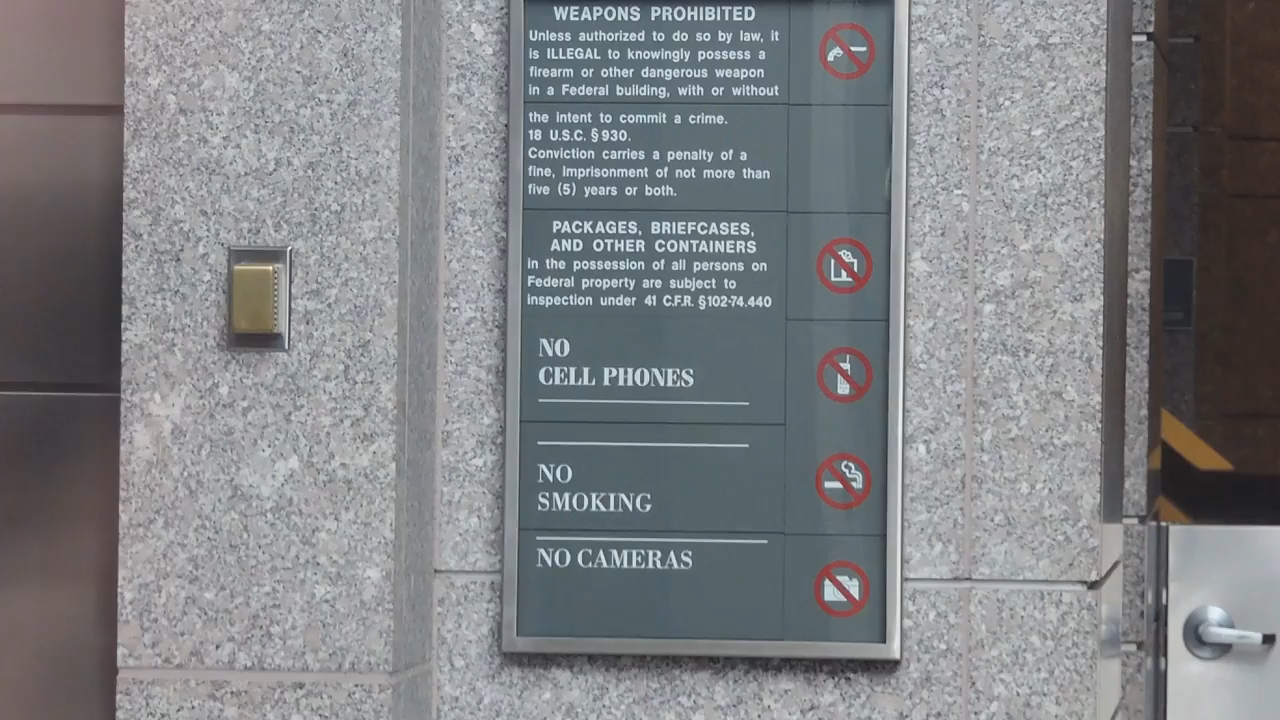 WEAPONS PROHIBITED
Unless authorized to do so by law, it
is ILLEGAL to knowingly possess a
firearm or other dangerous weapon
in a Federal building, with or without
the intent to commit a crime.
18 U.S.C. §930.
Conviction carries a penalty of a
fine, imprisonment of not more than
five (5) years or both.
PACKAGES, BRIEFCASES,
AND OTHER CONTAINERS
in the possession of all persons on
Federal property are subject to
inspection under 41 C.F.R. §102-74.440
NO
CELL PHONES
NO
SMOKING
NO CAMERAS